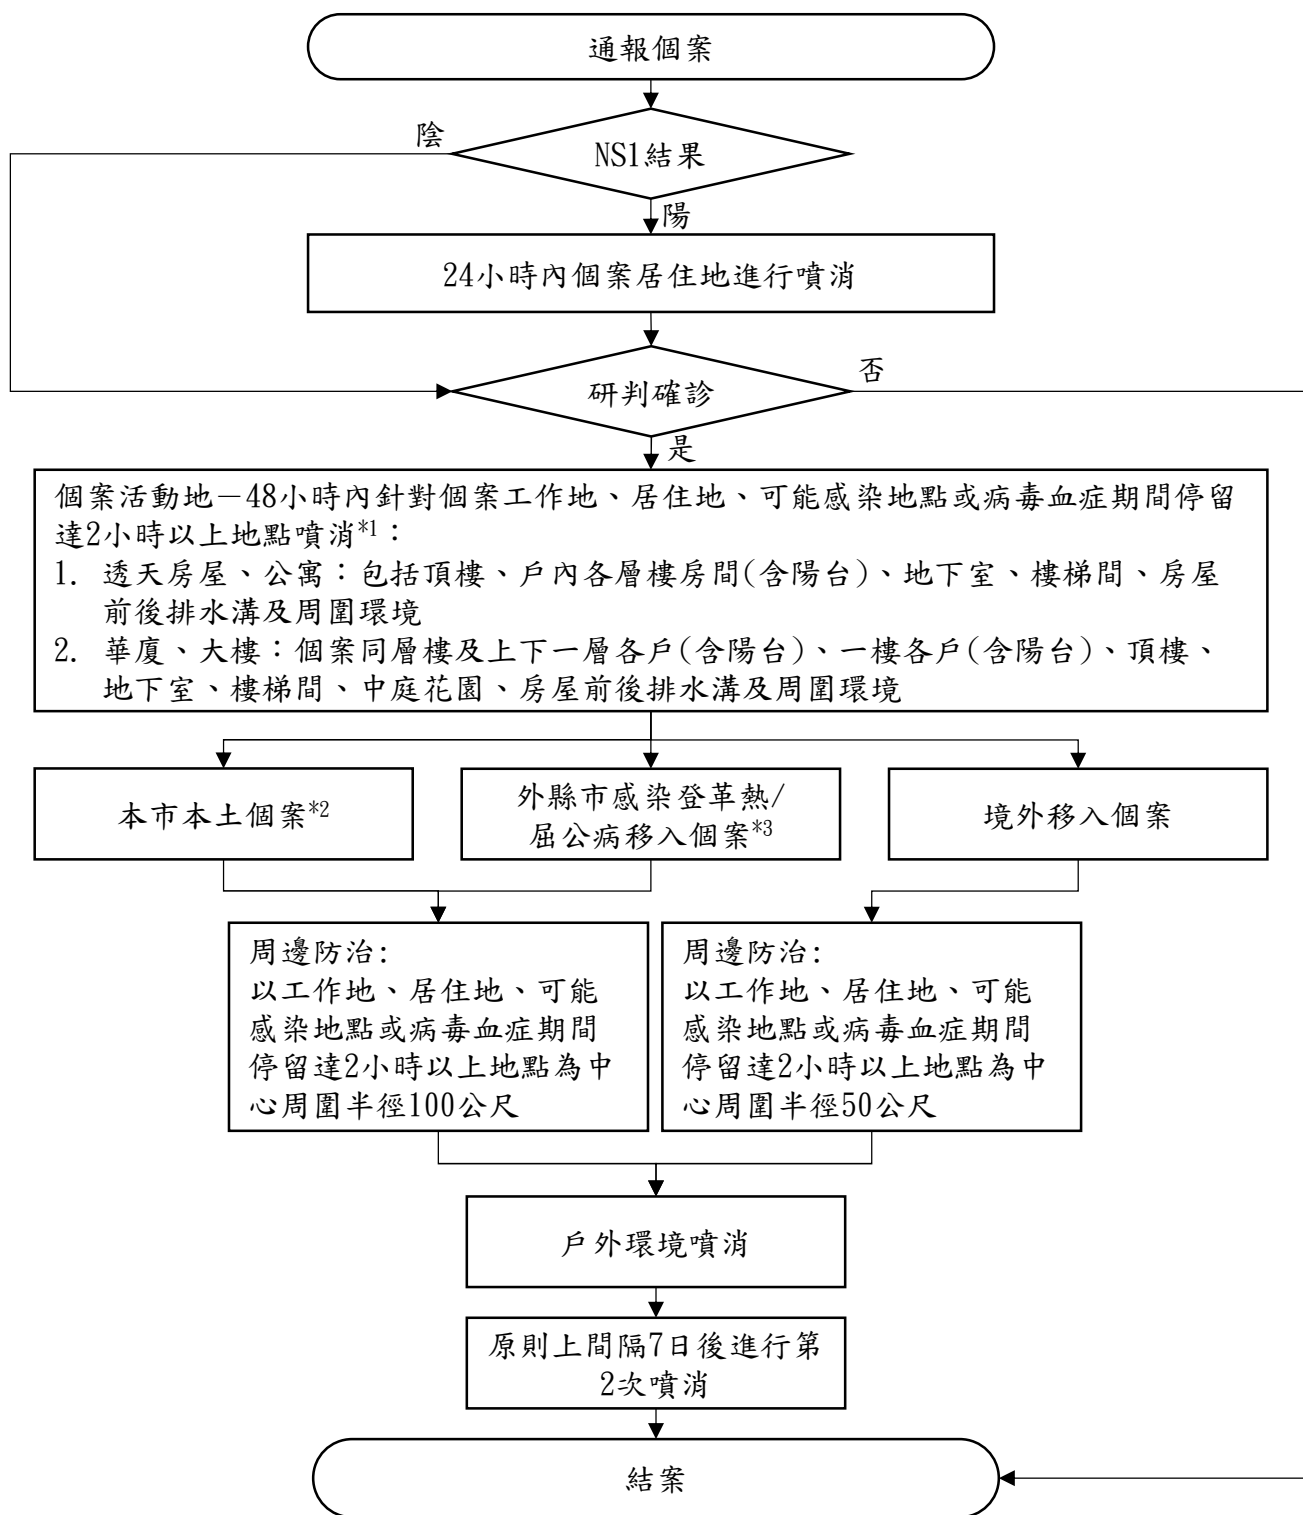 通報個案
陰
NS1結果
陽
24小時內個案居住地進行噴消
否
研判確診
是
個案活動地－48小時內針對個案工作地、居住地、可能感染地點或病毒血症期間停留
達2小時以上地點噴消*1：
1. 透天房屋、公寓：包括頂樓、戶內各層樓房間(含陽台)、地下室、樓梯間、房屋
前後排水溝及周圍環境
2. 華廈、大樓：個案同層樓及上下一層各戶(含陽台)、一樓各戶(含陽台)、頂樓、
地下室、樓梯間、中庭花園、房屋前後排水溝及周圍環境
本市本土個案*2
外縣市感染登革熱/
屈公病移入個案*3
境外移入個案
周邊防治:
以工作地、居住地、可能
感染地點或病毒血症期間
停留達2小時以上地點為中
心周圍半徑100公尺
周邊防治:
以工作地、居住地、可能
感染地點或病毒血症期間
停留達2小時以上地點為中
心周圍半徑50公尺
戶外環境噴消
原則上間隔7日後進行第
2次噴消
結案